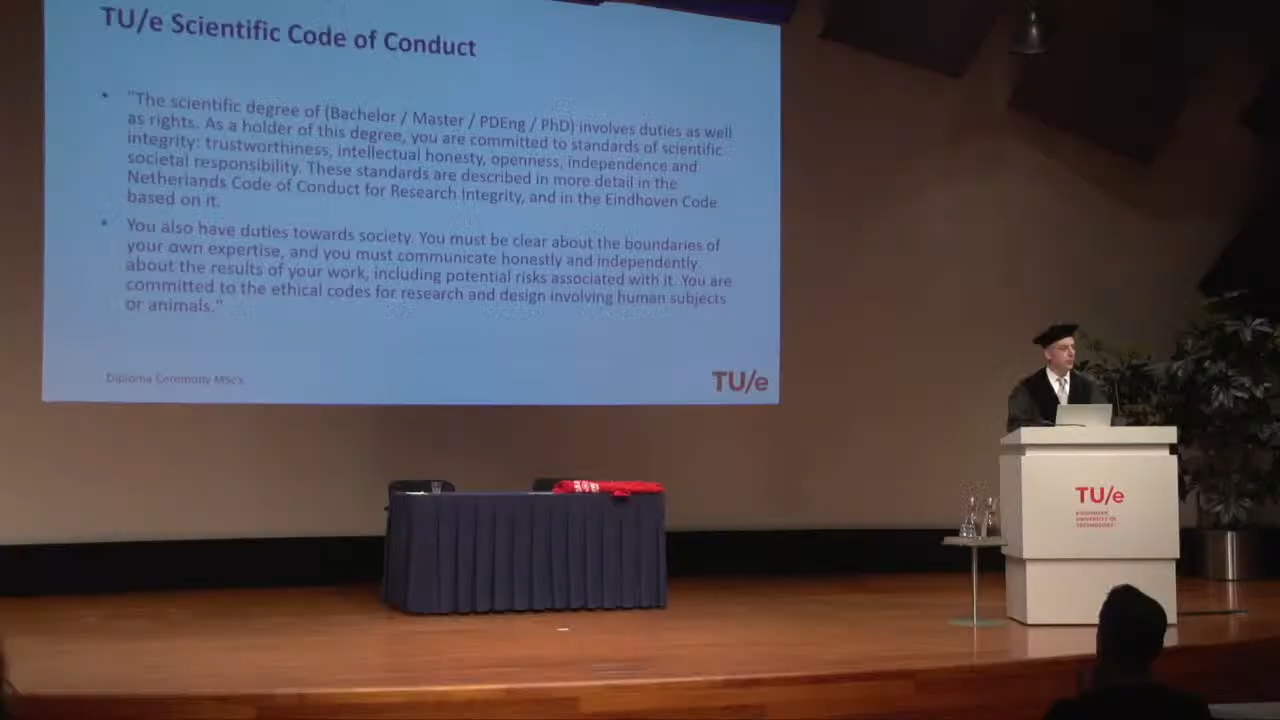 TU/e Scientific Code of Conduct
• "The scientific degree of (Bachelor / Master / PDEng / PhD) involves duties as well
as rights. As a holder of this degree, you are committed to standards of scientific
integrity: trustworthiness, intellectual honesty, openness, independence and
societal responsibility. These standards are described in more detail in the
Netherlands Code of Conduct for Research Integrity, and in the Eindhoven Code
based on it.
• You also have duties towards society. You must be clear about the boundaries of
your own expertise, and you must communicate honestly and independently
about the results of your work, including potential risks associated with it. You are
committed to the ethical codes for research and design involving human subjects
or animals."
Diploma Ceremony MSc's
TU/e
TU/e
EINDHOVEN
UNIVERSITY OF
TECHNOLOGY